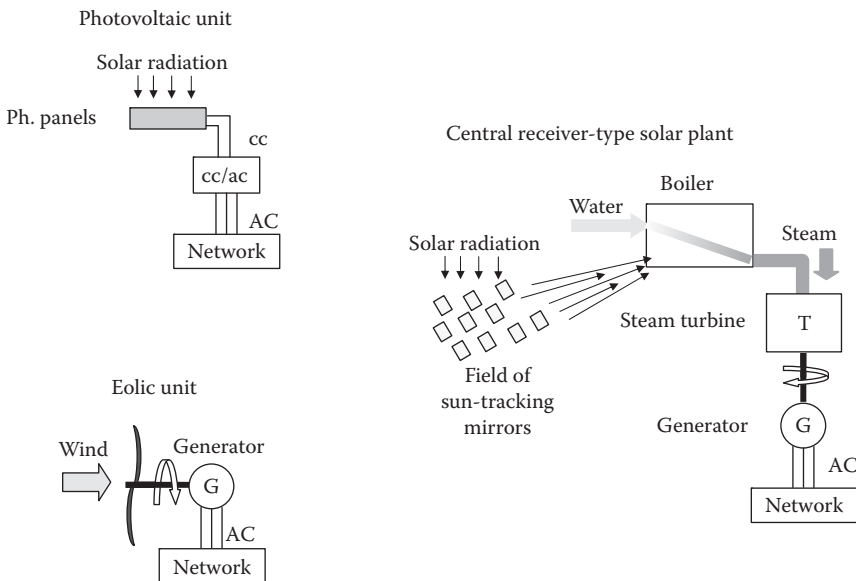 Photovoltaic unit
Solar radiation
Ph. panels
cc
cc/ac
AC
Network
Eolic unit
Wind
Generator
G
AC
Network
Central receiver-type solar plant
Boiler
Water
Solar radiation
Steam
Steam turbine
T
Field of
sun-tracking
mirrors
Generator
G
AC
Network